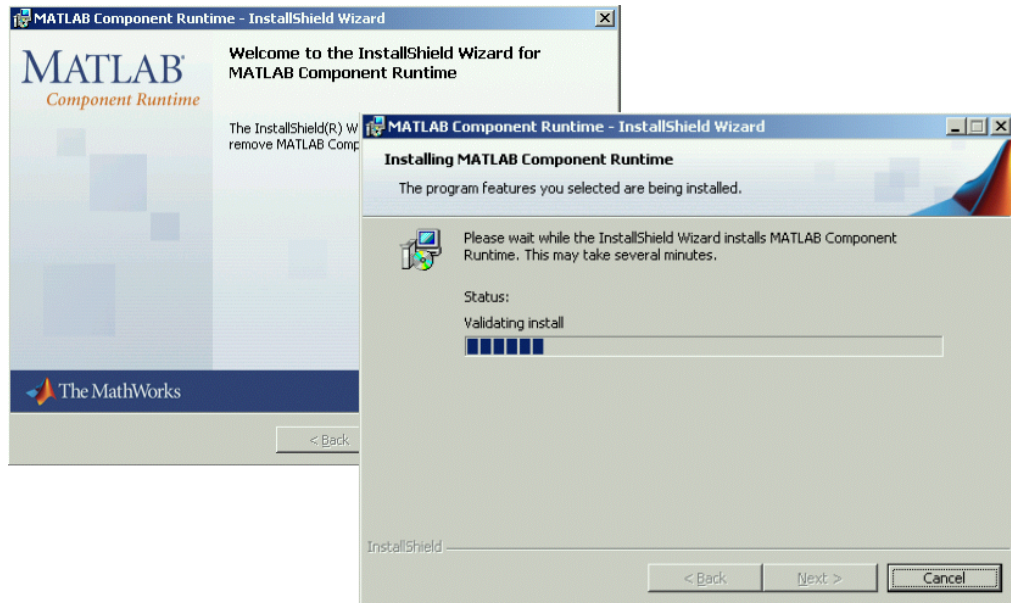 MATLAB Component Runtime - InstallShield Wizard
MATLAB®
Component Runtime
Welcome to the InstallShield Wizard for
MATLAB Component Runtime
The InstallShield(R) W
remove MATLAB Comp
The MathWorks
< Back
MATLAB Component Runtime - InstallShield Wizard
Installing MATLAB Component Runtime
The program features you selected are being installed.
Please wait while the InstallShield Wizard installs MATLAB Component
Runtime. This may take several minutes.
Status:
Validating install
InstallShield
< Back
Next >
Cancel